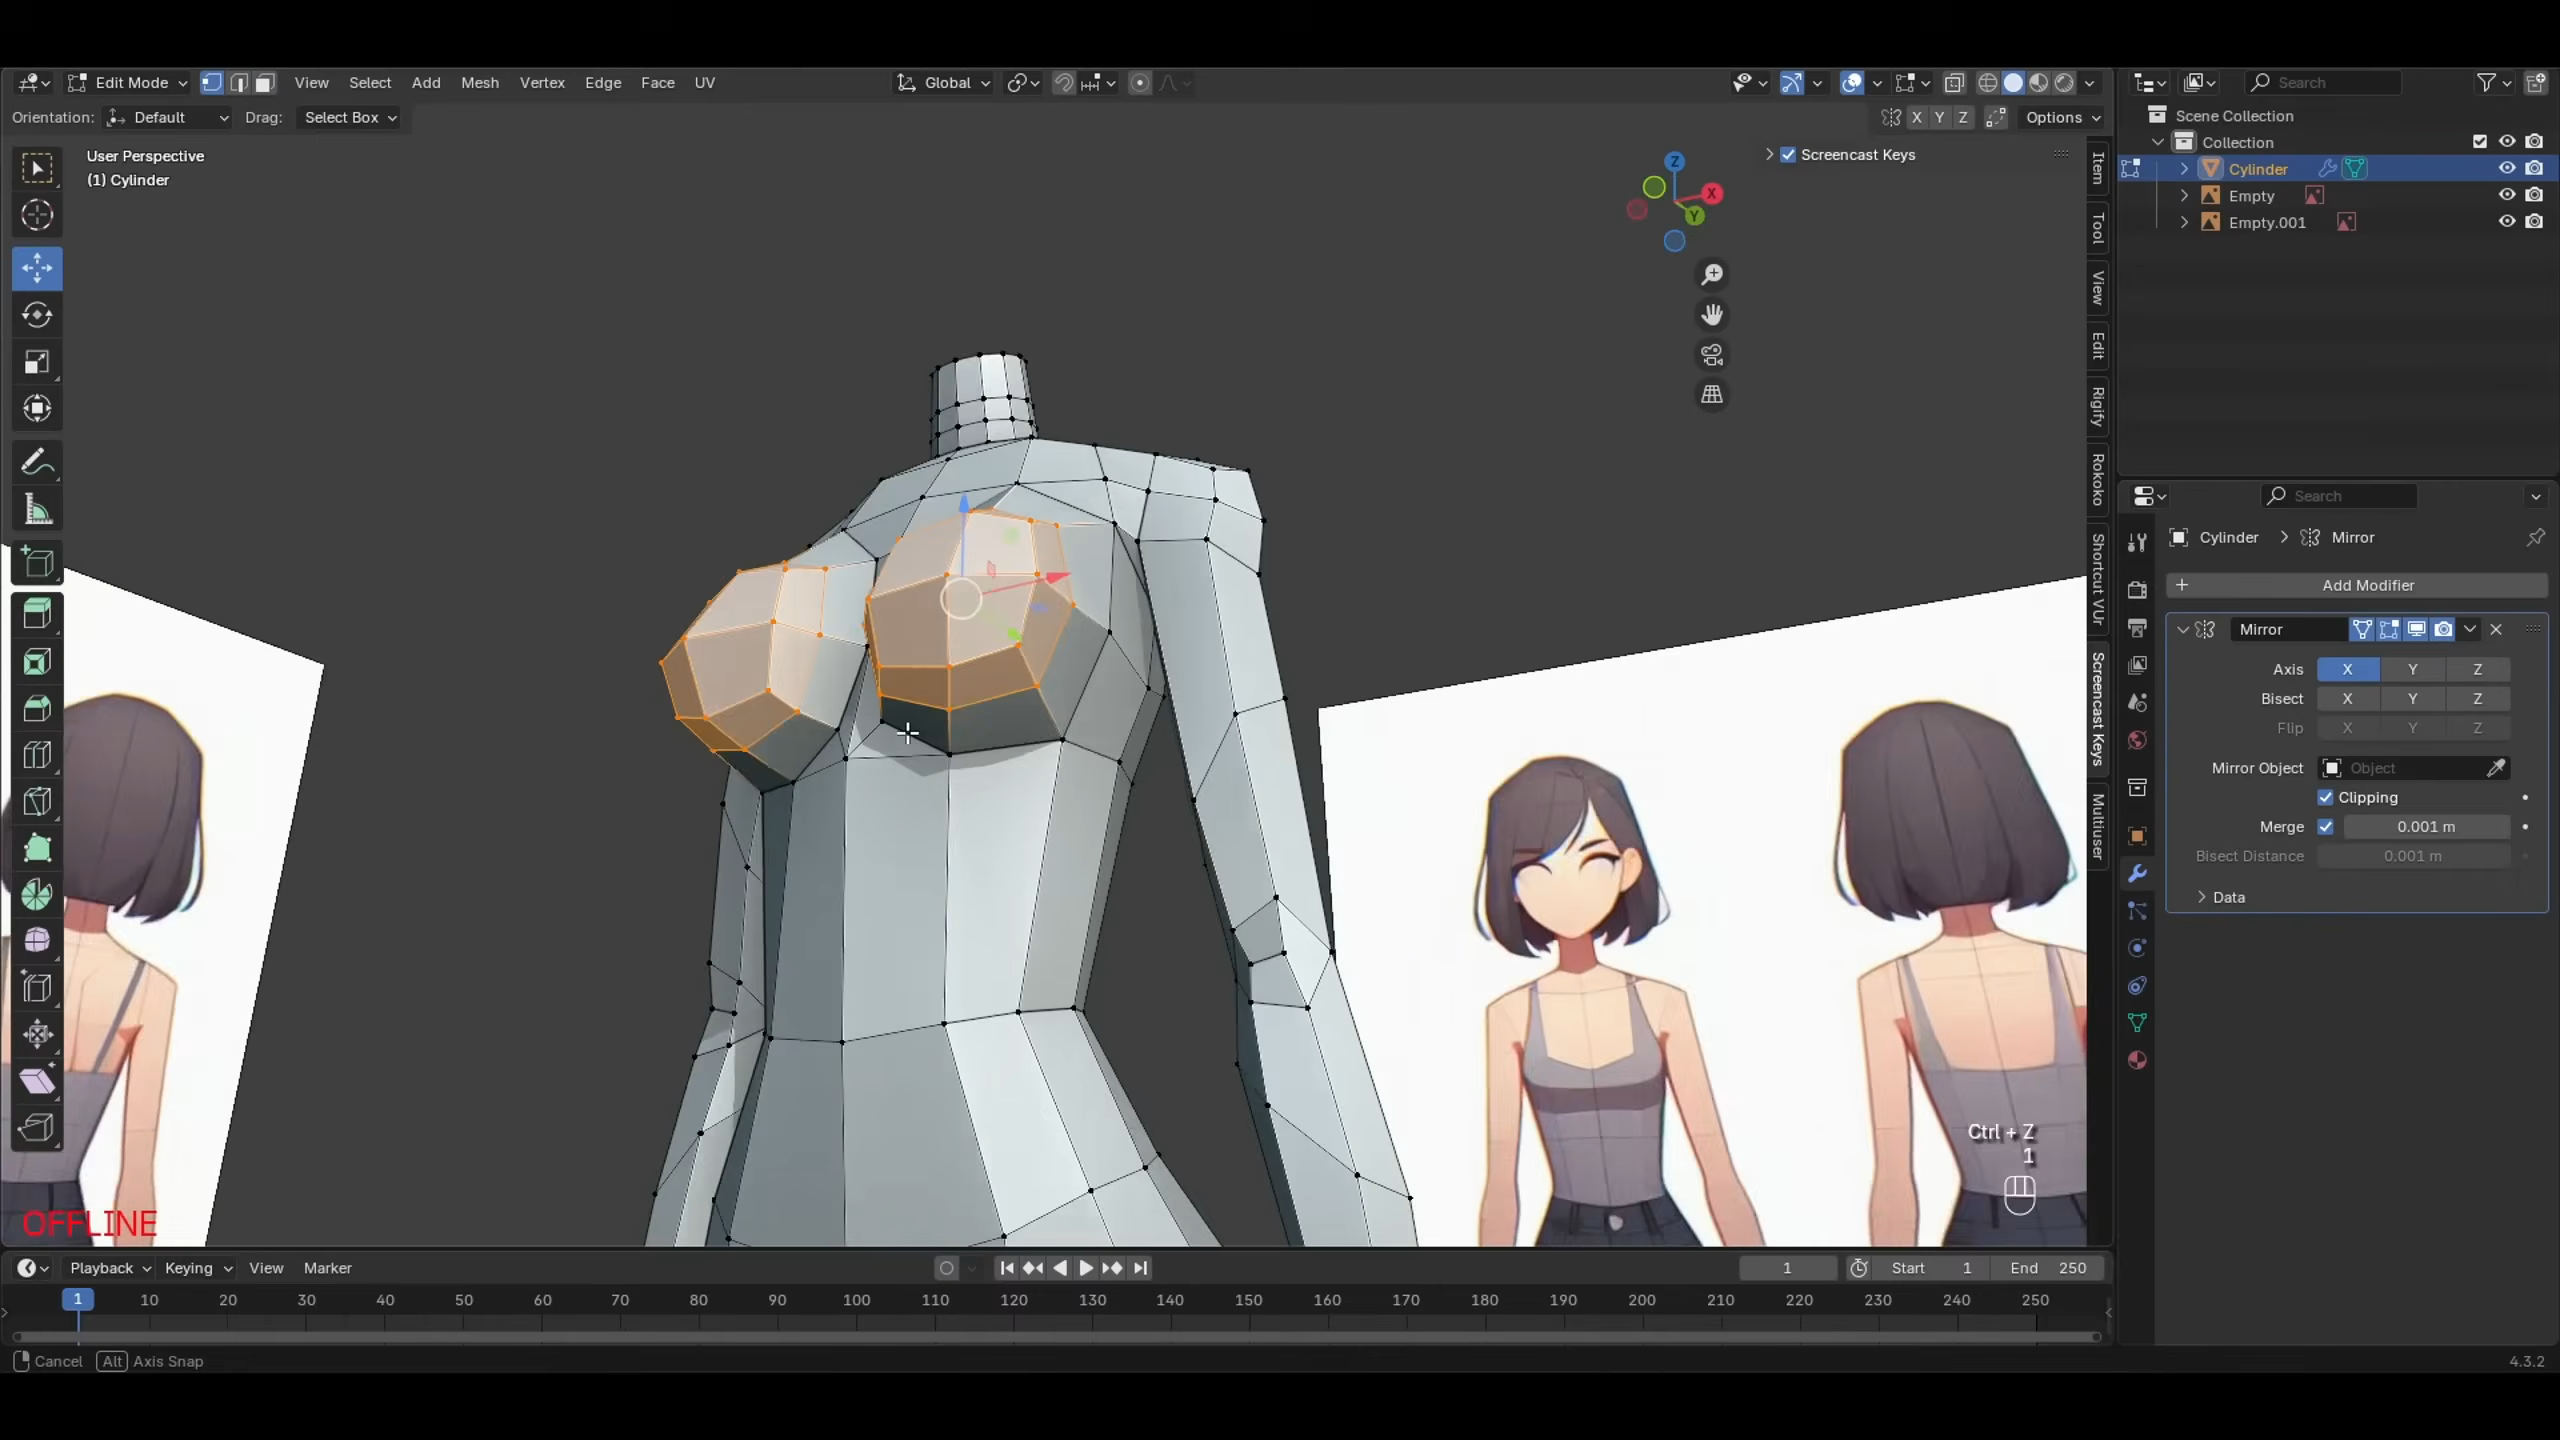 Edit Mode View Select Add Mesh Vertex Edge Face UV Global Search
Orientation: Default Drag: Select Box X Y Z Options
User Perspective
(1) Cylinder
Screencast Keys
Z
X
Y
Item
Tool
View
Edit
Rigify
Rokoko
Shortcut VUr
Screencast Keys
Multiuser
Ctrl + Z
1
OFFLINE
Scene Collection
Collection
Cylinder
Empty
Empty.001
Search
Cylinder > Mirror
+ Add Modifier
Mirror
Axis X Y Z
Bisect X Y Z
Flip X Y Z
Mirror Object Object
Clipping
Merge 0.001 m
Bisect Distance 0.001 m
Data
Playback Keying View Marker 1 Start 1 End 250
1 10 20 30 40 50 60 70 80 90 100 110 120 130 140 150 160 170 180 190 200 210 220 230 240 250
Cancel Alt Axis Snap 4.3.2